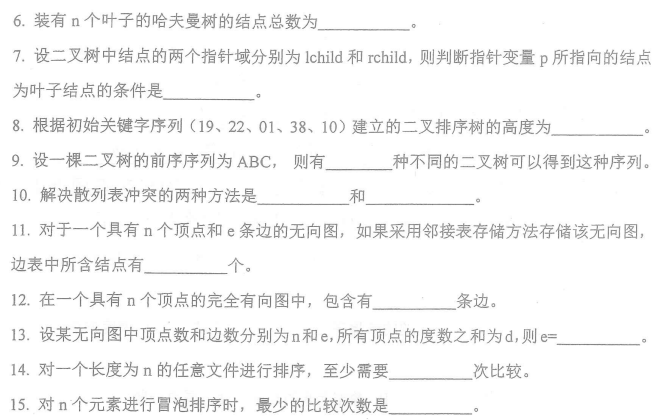 6. 装有 n 个叶子的哈夫曼树的结点总数为__________。
7. 设二叉树中结点的两个指针域分别为 lchild 和 rchild，则判断指针变量 p 所指向的结点
为叶子结点的条件是__________。
8. 根据初始关键字序列（19、22、01、38、10）建立的二叉排序树的高度为__________。
9. 设一棵二叉树的前序序列为 ABC， 则有_______种不同的二叉树可以得到这种序列。
10. 解决散列表冲突的两种方法是__________和____________。
11. 对于一个具有 n 个顶点和 e 条边的无向图，如果采用邻接表存储方法存储该无向图，
边表中所含结点有_________个。
12. 在一个具有 n 个顶点的完全有向图中，包含有_________条边。
13. 设某无向图中顶点数和边数分别为n和e,所有顶点的度数之和为d,则e=_________。
14. 对一个长度为 n 的任意文件进行排序，至少需要_________次比较。
15. 对 n 个元素进行冒泡排序时，最少的比较次数是_________。